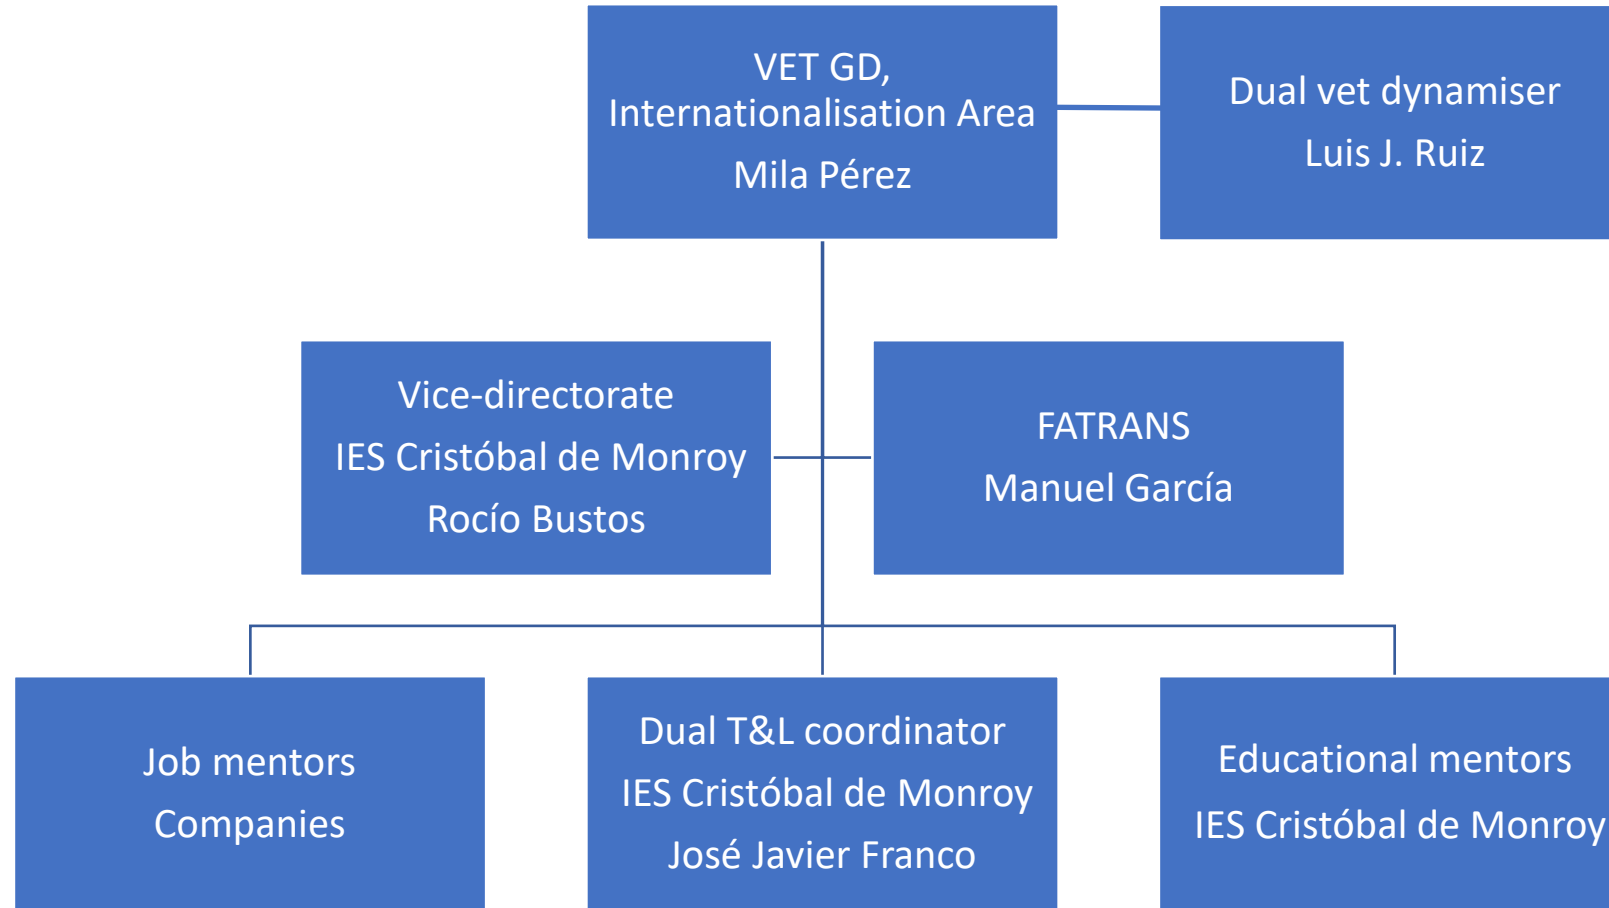 VET GD,
Internationalisation Area
Mila Pérez
Dual vet dynamiser
Luis J. Ruiz
Vice-directorate
IES Cristóbal de Monroy
Rocío Bustos
FATRANS
Manuel García
Job mentors
Companies
Dual T&L coordinator
IES Cristóbal de Monroy
José Javier Franco
Educational mentors
IES Cristóbal de Monroy